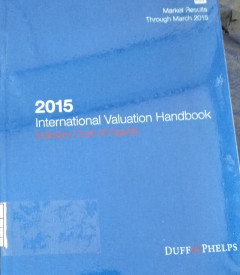 Market Results
Through March 2015
2015
International Valuation Handbook
Industry Cost of Capital
DUFF & PHELPS